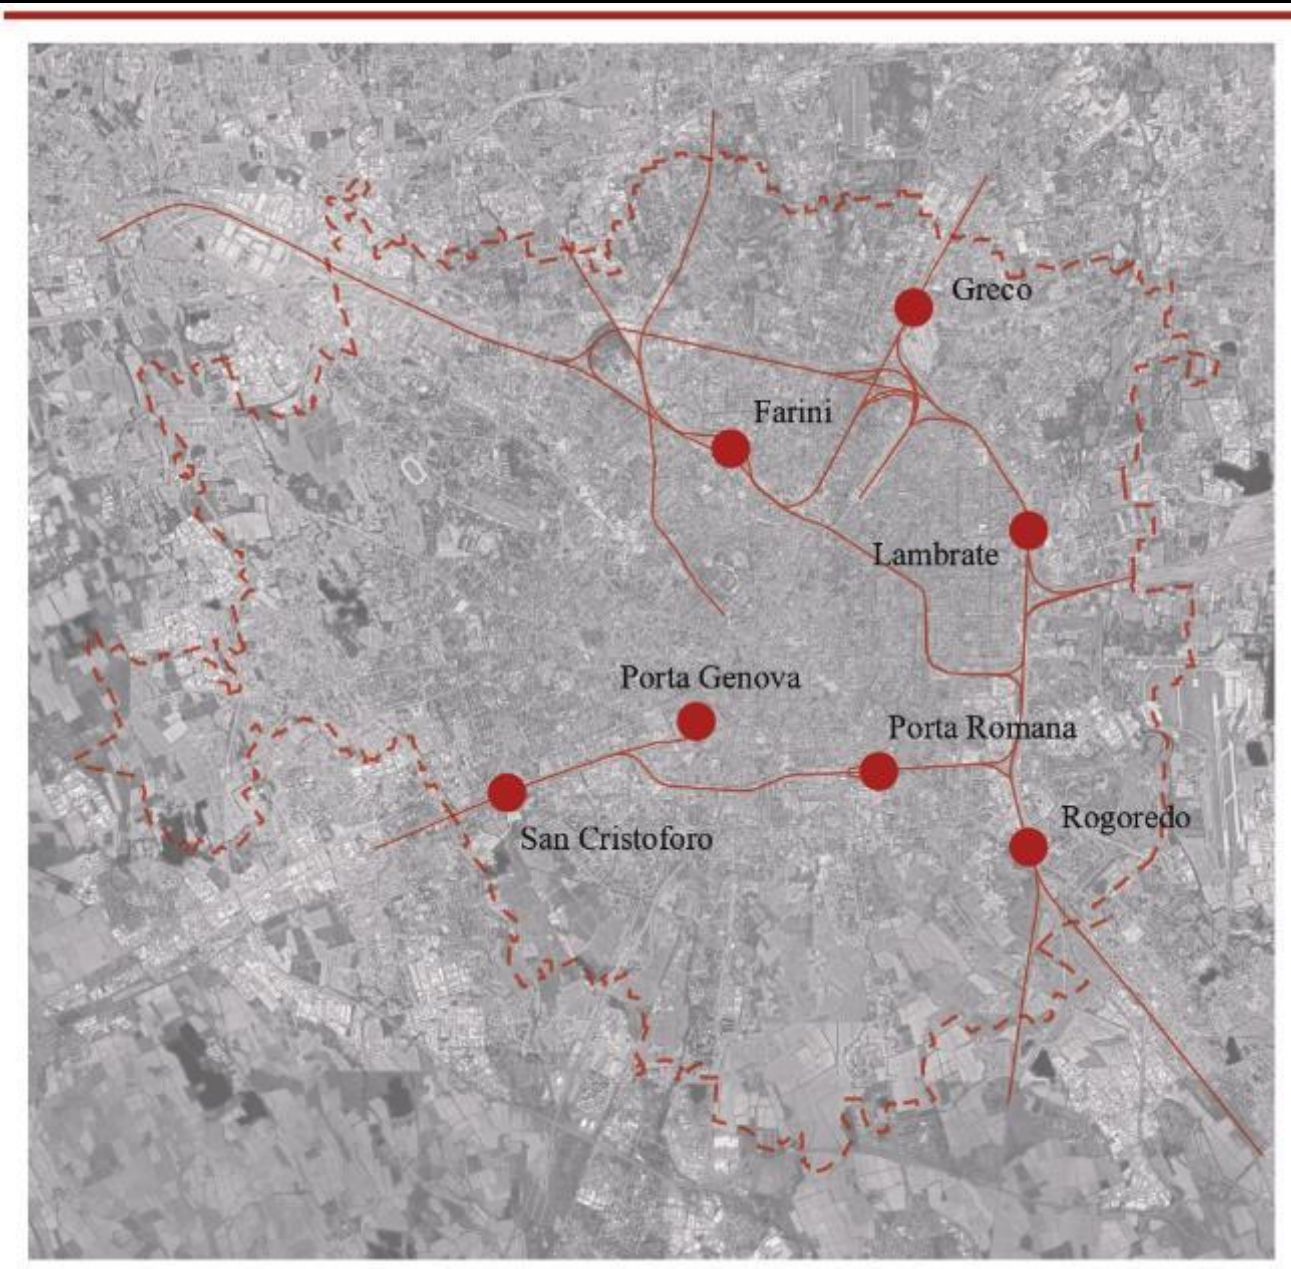 Greco
Farini
Lambrate
Porta Genova
Porta Romana
San Cristoforo
Rogoredo